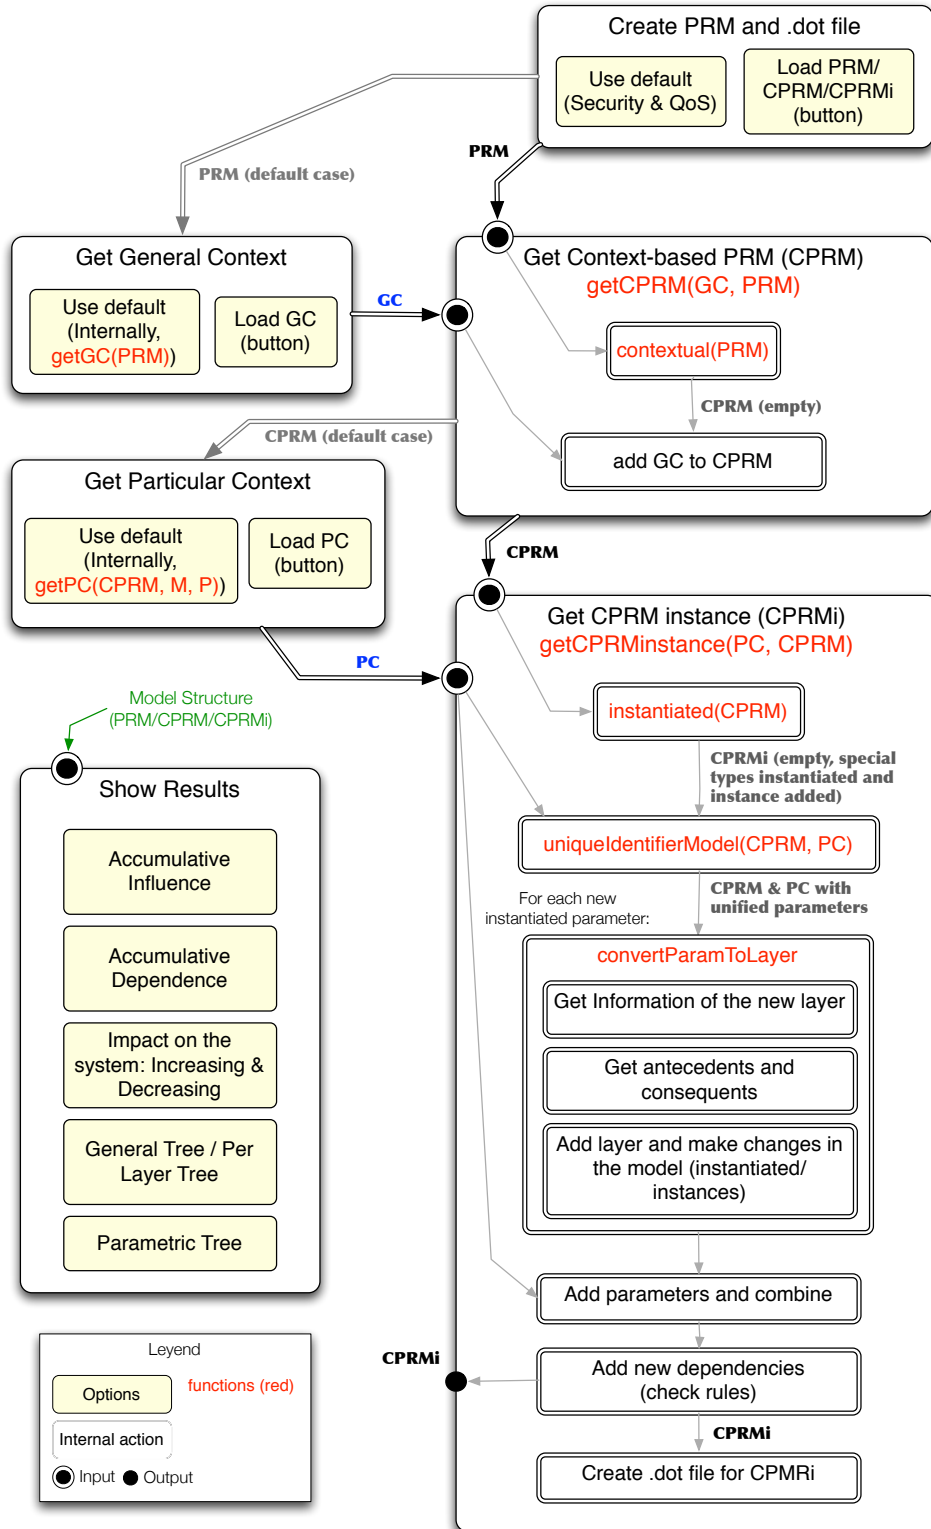 Create PRM and .dot file
Use default
(Security & QoS)
Load PRM/
CPRM/CPRMi
(button)
PRM
PRM (default case)
Get General Context
Use default
(Internally,
getGC(PRM))
Load GC
(button)
GC
Get Context-based PRM (CPRM)
getCPRM(GC, PRM)
contextual(PRM)
CPRM (empty)
add GC to CPRM
CPRM (default case)
Get Particular Context
Use default
(Internally,
getPC(CPRM, M, P))
Load PC
(button)
CPRM
PC
Get CPRM instance (CPRMi)
getCPRMinstance(PC, CPRM)
instantiated(CPRM)
CPRMi (empty, special
types instantiated and
instance added)
uniqueIdentifierModel(CPRM, PC)
CPRM & PC with
unified parameters
For each new
instantiated parameter:
convertParamToLayer
Get Information of the new layer
Get antecedents and
consequents
Add layer and make changes in
the model (instantiated/
instances)
Add parameters and combine
Add new dependencies
(check rules)
CPRMi
CPRMi
Create .dot file for CPMRi
Model Structure
(PRM/CPRM/CPRMi)
Show Results
Accumulative
Influence
Accumulative
Dependence
Impact on the
system: Increasing &
Decreasing
General Tree / Per
Layer Tree
Parametric Tree
Leyend
Options
functions (red)
Internal action
Input
Output